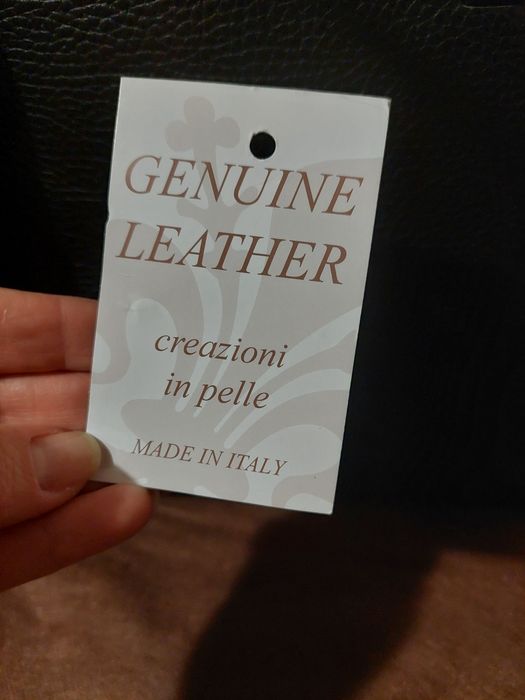 GENUINE
LEATHER
creazioni
in pelle
MADE IN ITALY